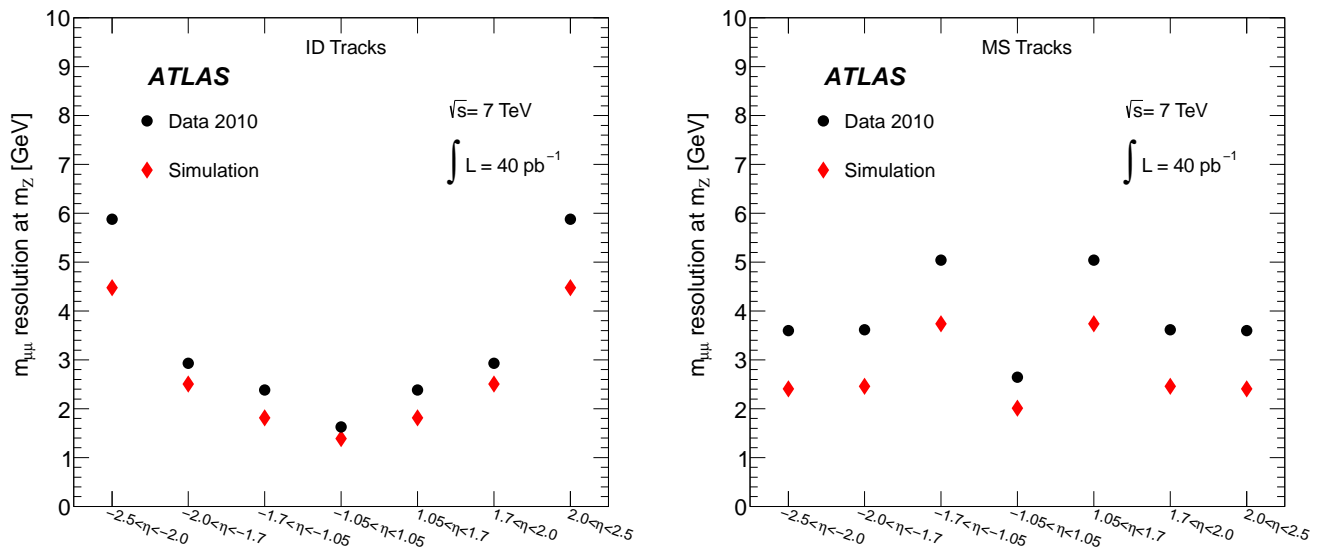 ID Tracks
ATLAS
√s= 7 TeV
Data 2010
∫ L = 40 pb⁻¹
Simulation
m_μμ resolution at m_Z [GeV]
10
9
8
7
6
5
4
3
2
1
0
−2.5<η<−2.0
−2.0<η<−1.7
−1.7<η<−1.05
−1.05<η<1.05
1.05<η<1.7
1.7<η<2.0
2.0<η<2.5
MS Tracks
ATLAS
√s= 7 TeV
Data 2010
∫ L = 40 pb⁻¹
Simulation
m_μμ resolution at m_Z [GeV]
10
9
8
7
6
5
4
3
2
1
0
−2.5<η<−2.0
−2.0<η<−1.7
−1.7<η<−1.05
−1.05<η<1.05
1.05<η<1.7
1.7<η<2.0
2.0<η<2.5